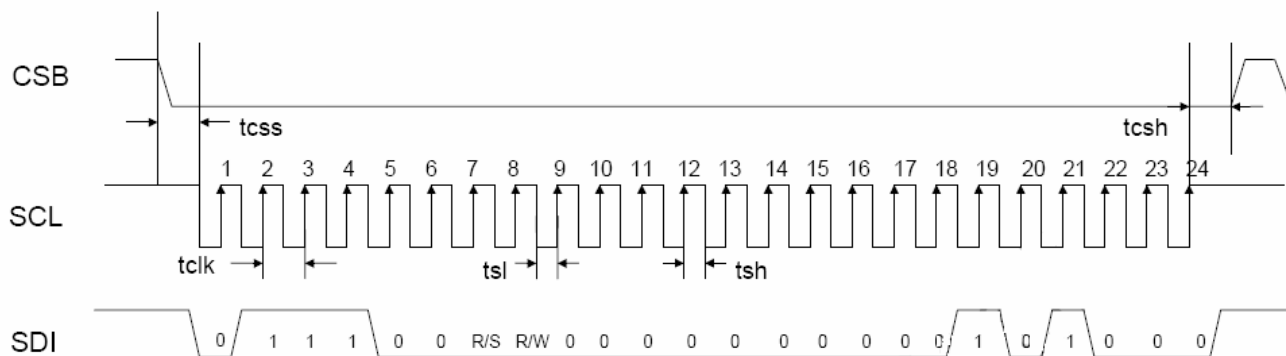 CSB
tcss
tcsh
1 2 3 4 5 6 7 8 9 10 11 12 13 14 15 16 17 18 19 20 21 22 23 24
SCL
tclk
tsl
tsh
SDI
0 1 1 1 0 0 R/S R/W 0 0 0 0 0 0 0 0 0 0 1 0 1 0 0 0